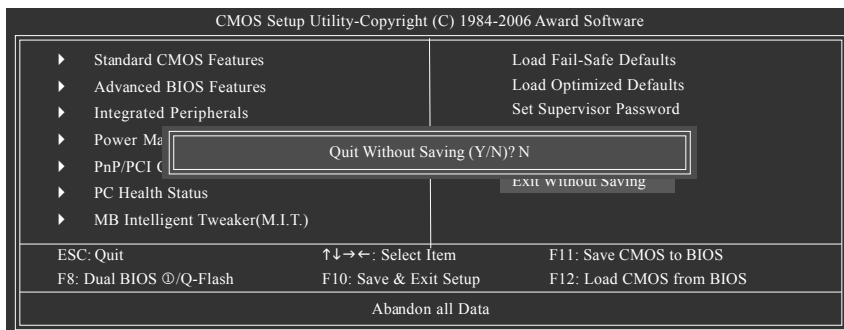 CMOS Setup Utility-Copyright (C) 1984-2006 Award Software
Standard CMOS Features
Advanced BIOS Features
Integrated Peripherals
Power Ma
PnP/PCI
PC Health Status
MB Intelligent Tweaker(M.I.T.)
Load Fail-Safe Defaults
Load Optimized Defaults
Set Supervisor Password
Exit Without Saving
Quit Without Saving (Y/N)? N
ESC: Quit
↑↓→←: Select Item
F11: Save CMOS to BIOS
F8: Dual BIOS ①/Q-Flash
F10: Save & Exit Setup
F12: Load CMOS from BIOS
Abandon all Data